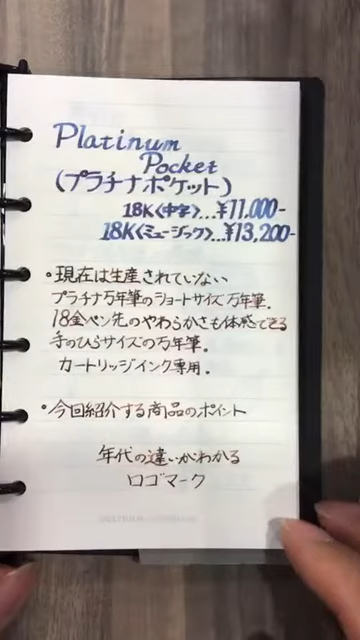 Platinum
Pocket
(プラチナポケット)
18K〈中字〉...¥11,000-
18K〈ミュージック〉...¥13,200-
・現在は生産されていない
プラチナ万年筆のショートサイズ万年筆.
18金ペン先のやわらかさも体感できる
手のひらサイズの万年筆.
カートリッジインク専用.
・今回紹介する商品のポイント
年代の違いがわかる
ロゴマーク